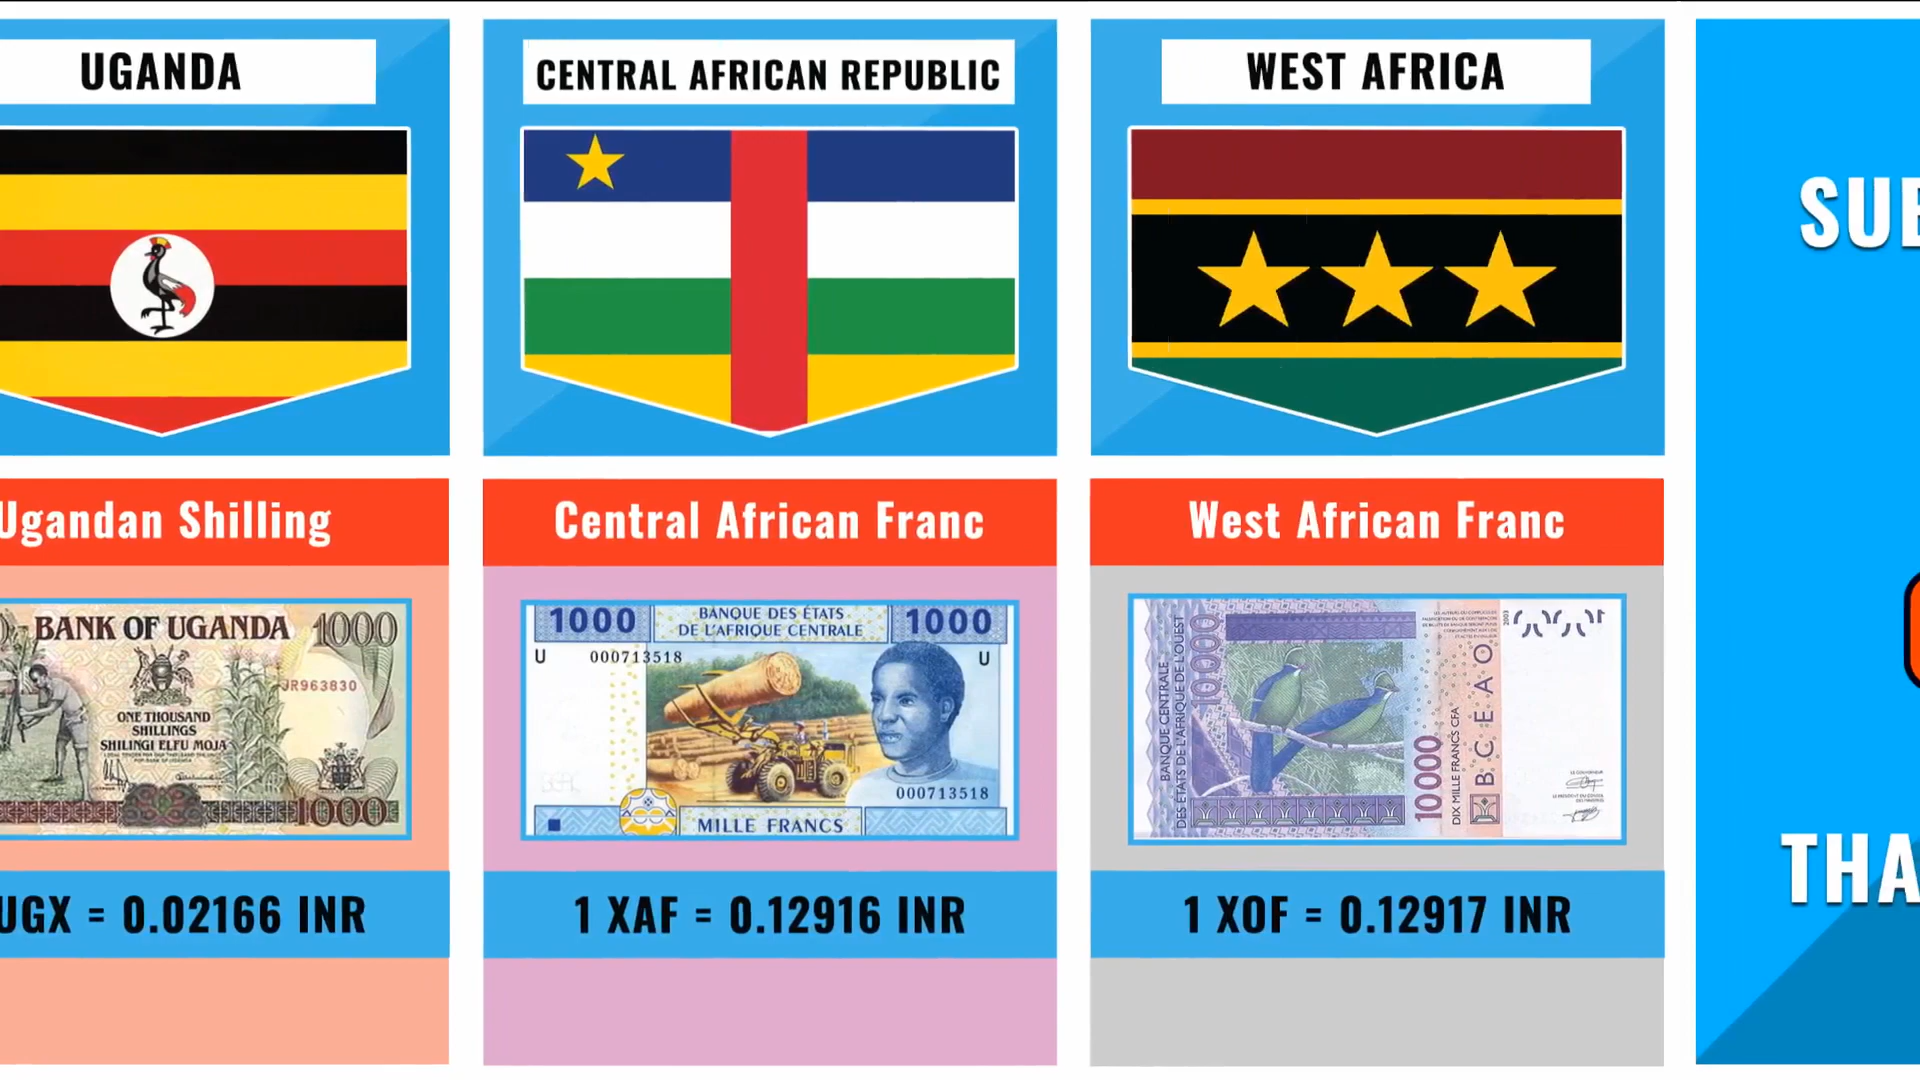 UGANDA
Ugandan Shilling
BANK OF UGANDA 1000
JR963830
ONE THOUSAND
SHILLINGS
SHILINGI ELFU MOJA
1000
UGX = 0.02166 INR
CENTRAL AFRICAN REPUBLIC
Central African Franc
1000 BANQUE DES ÉTATS 1000
DE L'AFRIQUE CENTRALE
U 000713518 U
000713518
MILLE FRANCS
1 XAF = 0.12916 INR
WEST AFRICA
West African Franc
BANQUE CENTRALE
DES ÉTATS DE L'AFRIQUE DE L'OUEST
10000
10000
DIX MILLE FRANCS CFA
B.C.E.A.O.
2003
1 XOF = 0.12917 INR
SUB
THA